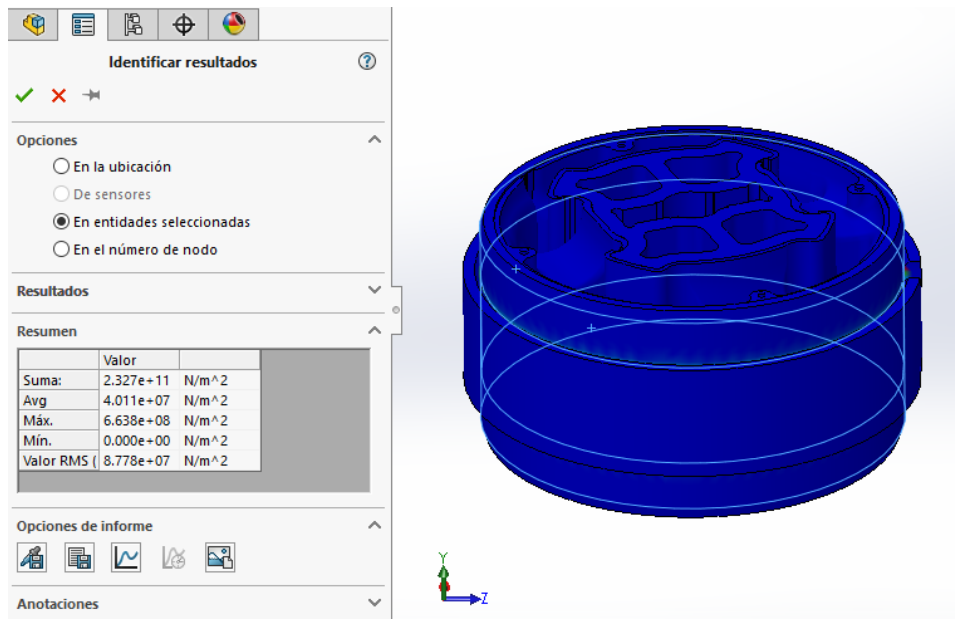 Identificar resultados
Opciones
En la ubicación
De sensores
En entidades seleccionadas
En el número de nodo
Resultados
Resumen
Valor
Suma: 2.327e+11 N/m^2
Avg 4.011e+07 N/m^2
Máx. 6.638e+08 N/m^2
Mín. 0.000e+00 N/m^2
Valor RMS ( 8.778e+07 N/m^2
Opciones de informe
Anotaciones
Y
Z